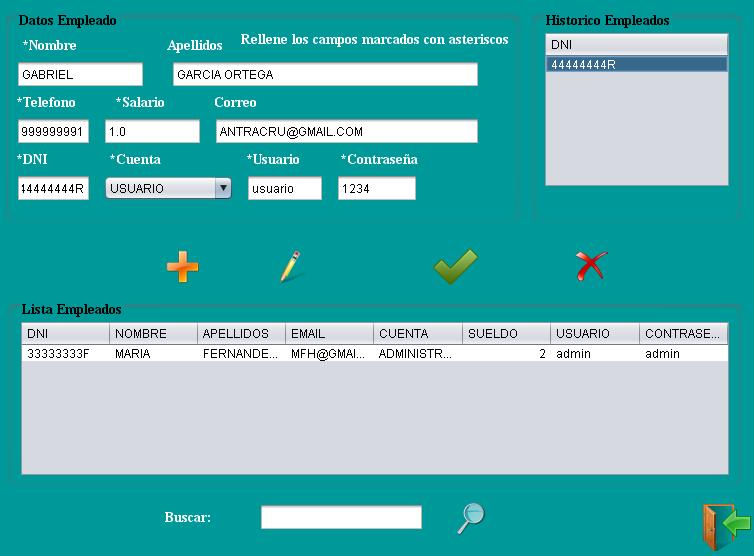 Datos Empleado
Historico Empleados
*Nombre Apellidos Rellene los campos marcados con asteriscos
DNI
GABRIEL GARCIA ORTEGA
44444444R
*Telefono *Salario Correo
999999991 1.0 ANTRACRU@GMAIL.COM
*DNI *Cuenta *Usuario *Contraseña
44444444R USUARIO usuario 1234
Lista Empleados
DNI NOMBRE APELLIDOS EMAIL CUENTA SUELDO USUARIO CONTRASE...
33333333F MARIA FERNANDE... MFH@GMAI... ADMINISTR... 2 admin admin
Buscar: